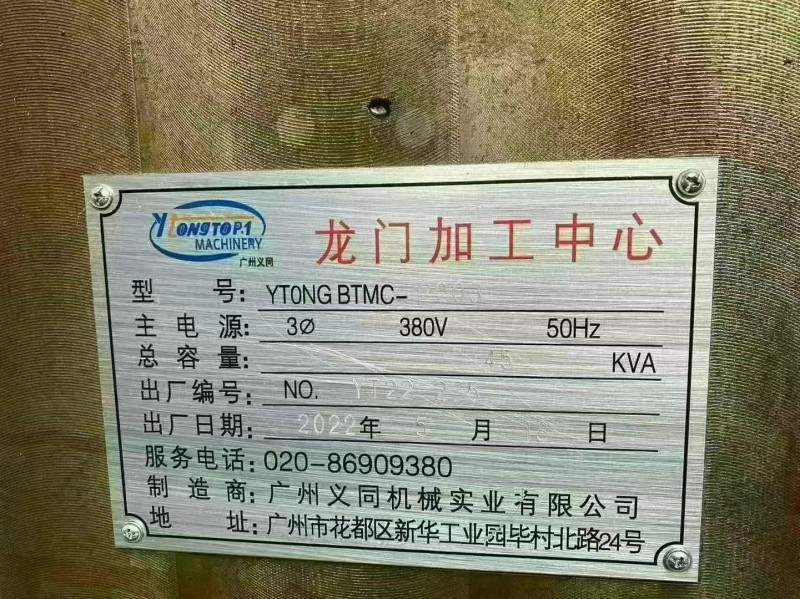 YTONGTOP.1
MACHINERY
广州义同
龙门加工中心
型 号: YTONG BTMC-
主电源: 3Ø 380V 50Hz
总容量: 45 KVA
出厂编号: NO.
出厂日期: 2022年 5 月 日
服务电话: 020-86909380
制造商: 广州义同机械实业有限公司
地 址: 广州市花都区新华工业园毕村北路24号